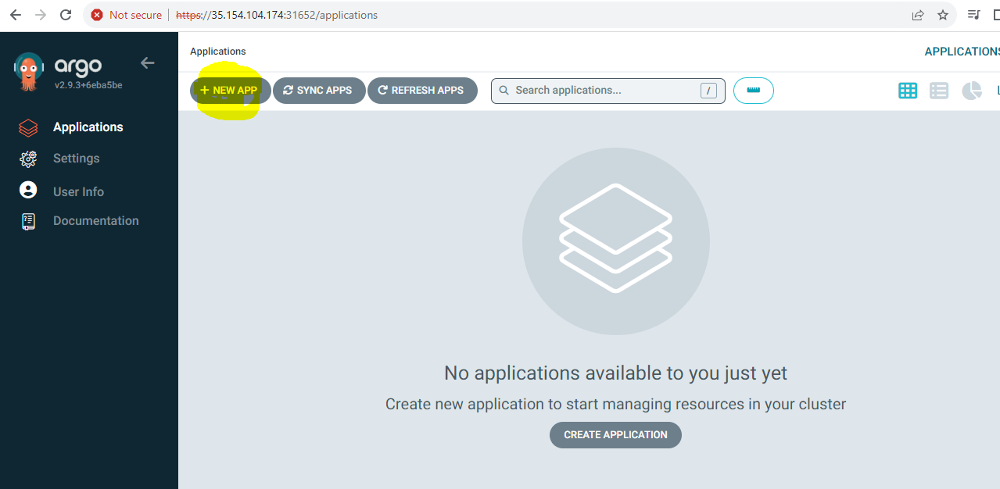 Not secure | https://35.154.104.174:31652/applications
argo
v2.9.3+6eba5be
Applications
Settings
User Info
Documentation
Applications
APPLICATIONS
+ NEW APP
SYNC APPS
REFRESH APPS
Search applications...
/
No applications available to you just yet
Create new application to start managing resources in your cluster
CREATE APPLICATION